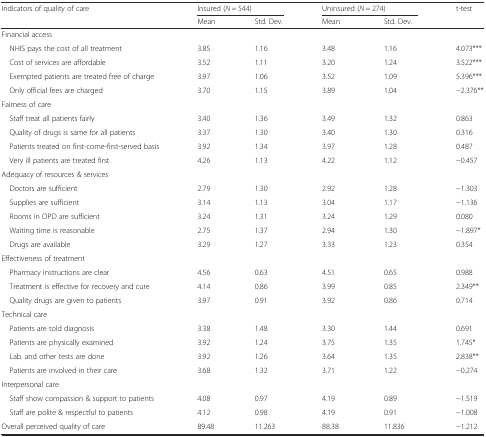 Indicators of quality of care Insured (N = 544) Uninsured (N = 274) t-test
Mean Std. Dev. Mean Std. Dev.
Financial access
NHIS pays the cost of all treatment 3.85 1.16 3.48 1.16 4.073***
Cost of services are affordable 3.52 1.11 3.20 1.24 3.522***
Exempted patients are treated free of charge 3.97 1.06 3.52 1.09 5.396***
Only official fees are charged 3.70 1.15 3.89 1.04 −2.376**
Fairness of care
Staff treat all patients fairly 3.40 1.36 3.49 1.32 0.863
Quality of drugs is same for all patients 3.37 1.30 3.40 1.30 0.316
Patients treated on first-come-first-served basis 3.92 1.34 3.97 1.28 0.487
Very ill patients are treated first 4.26 1.13 4.22 1.12 −0.457
Adequacy of resources & services
Doctors are sufficient 2.79 1.30 2.92 1.28 −1.303
Supplies are sufficient 3.14 1.13 3.04 1.17 −1.136
Rooms in OPD are sufficient 3.24 1.31 3.24 1.29 0.080
Waiting time is reasonable 2.75 1.37 2.94 1.30 −1.897*
Drugs are available 3.29 1.27 3.33 1.23 0.354
Effectiveness of treatment
Pharmacy instructions are clear 4.56 0.63 4.51 0.65 0.988
Treatment is effective for recovery and cure 4.14 0.86 3.99 0.85 2.349**
Quality drugs are given to patients 3.97 0.91 3.92 0.86 0.714
Technical care
Patients are told diagnosis 3.38 1.48 3.30 1.44 0.691
Patients are physically examined 3.92 1.24 3.75 1.35 1.745*
Lab. and other tests are done 3.92 1.26 3.64 1.35 2.838**
Patients are involved in their care 3.68 1.32 3.71 1.22 −0.274
Interpersonal care
Staff show compassion & support to patients 4.08 0.97 4.19 0.89 −1.519
Staff are polite & respectful to patients 4.12 0.98 4.19 0.91 −1.008
Overall perceived quality of care 89.48 11.263 88.38 11.836 −1.212